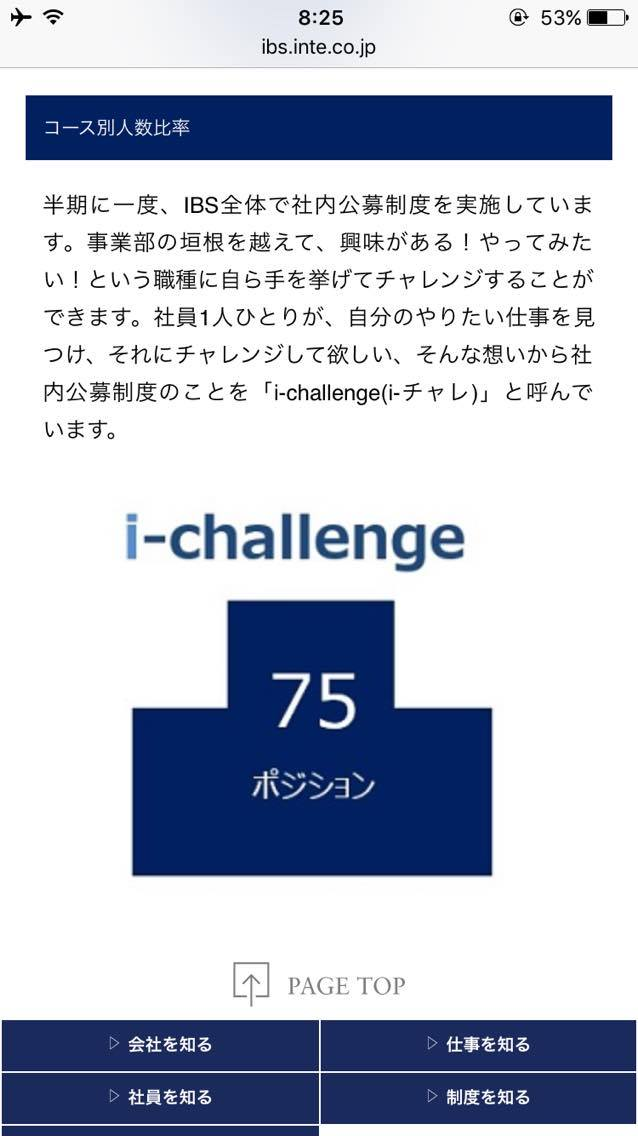 8:25
53%
ibs.inte.co.jp
コース別人数比率
半期に一度、IBS全体で社内公募制度を実施していま
す。事業部の垣根を越えて、興味がある！やってみた
い！という職種に自ら手を挙げてチャレンジすることが
できます。社員1人ひとりが、自分のやりたい仕事を見
つけ、それにチャレンジして欲しい、そんな想いから社
内公募制度のことを「i-challenge(i-チャレ)」と呼んで
います。
i-challenge
75
ポジション
PAGE TOP
▷ 会社を知る
▷ 仕事を知る
▷ 社員を知る
▷ 制度を知る